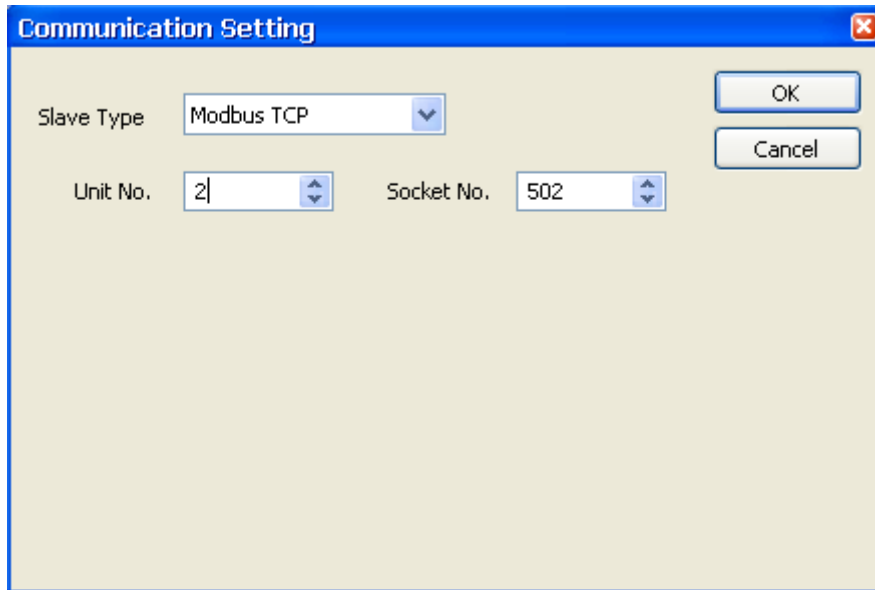 Communication Setting
Slave Type Modbus TCP OK
Cancel
Unit No. 2 Socket No. 502